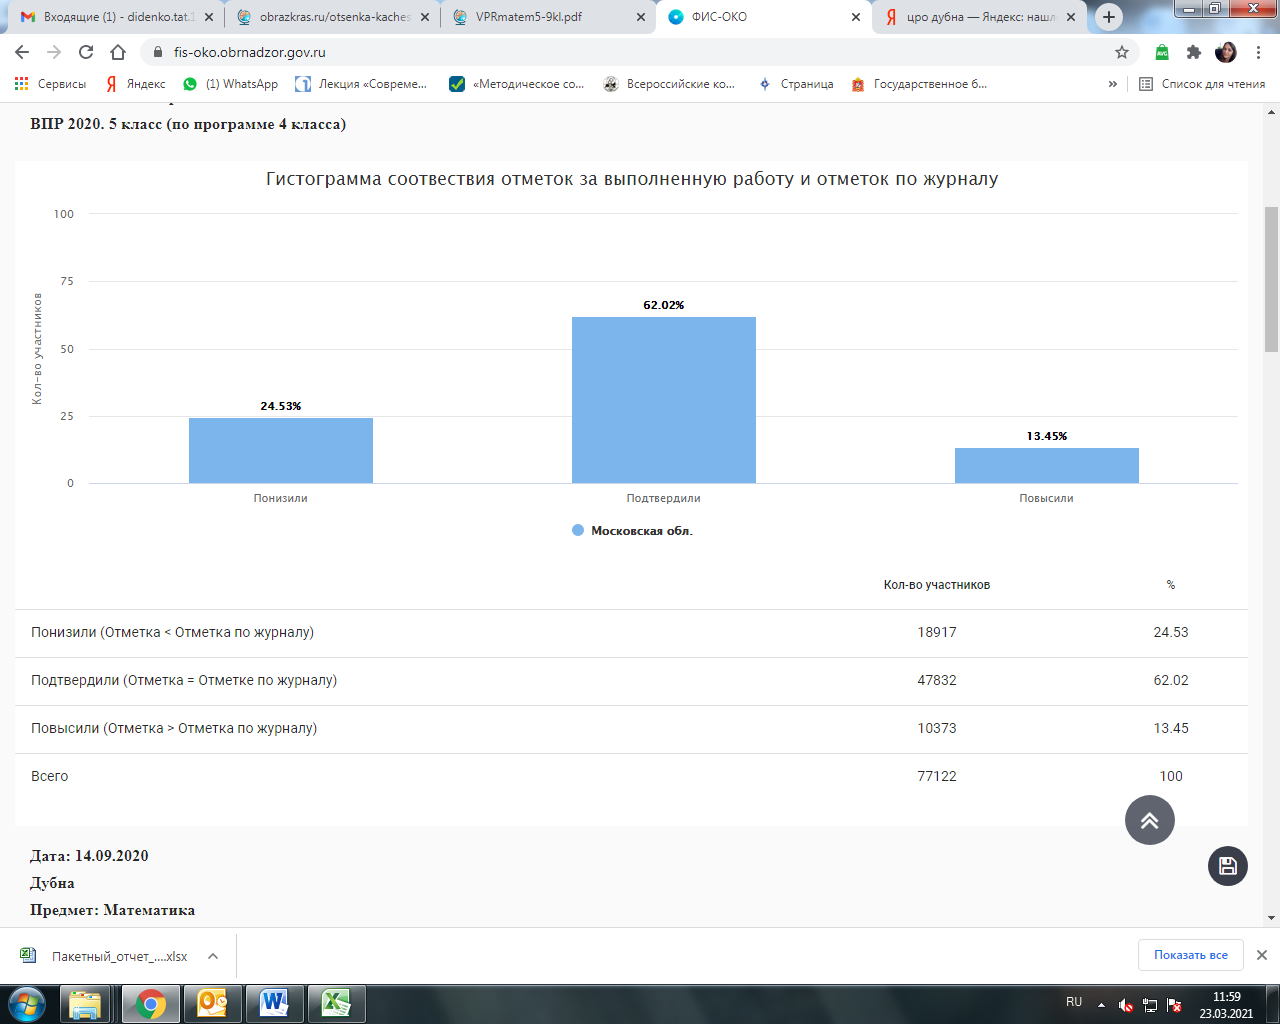 Входящие (1) - didenko.tat.1
obrazkras.ru/otsenka-kaches
VPRmatem5-9kl.pdf
ФИС-ОКО
цро дубна — Яндекс: нашл
fis-oko.obrnadzor.gov.ru
Сервисы
Яндекс
(1) WhatsApp
Лекция «Совреме...
«Методическое со...
Всероссийские ко...
Страница
Государственное б...
»
Список для чтения
ВПР 2020. 5 класс (по программе 4 класса)
Гистограмма соотвествия отметок за выполненную работу и отметок по журналу
Кол-во участников
100
75
50
25
0
24.53%
62.02%
13.45%
Понизили
Подтвердили
Повысили
Московская обл.
Кол-во участников %
Понизили (Отметка < Отметка по журналу) 18917 24.53
Подтвердили (Отметка = Отметке по журналу) 47832 62.02
Повысили (Отметка > Отметка по журналу) 10373 13.45
Всего 77122 100
Дата: 14.09.2020
Дубна
Предмет: Математика
Пакетный_отчет_....xlsx
Показать все
RU
11:59
23.03.2021